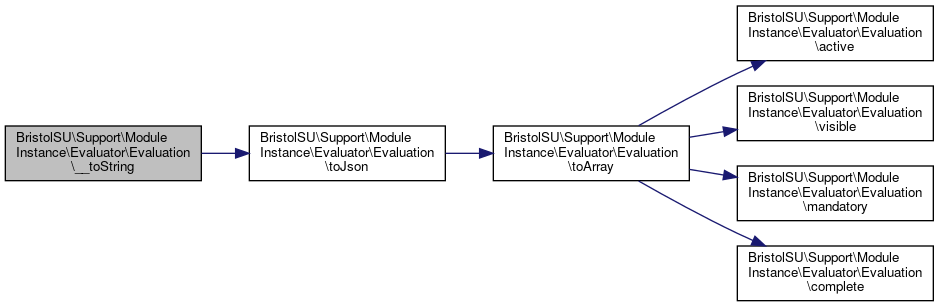 BristolSU\Support\Module
Instance\Evaluator\Evaluation
\__toString
BristolSU\Support\Module
Instance\Evaluator\Evaluation
\toJson
BristolSU\Support\Module
Instance\Evaluator\Evaluation
\toArray
BristolSU\Support\Module
Instance\Evaluator\Evaluation
\active
BristolSU\Support\Module
Instance\Evaluator\Evaluation
\visible
BristolSU\Support\Module
Instance\Evaluator\Evaluation
\mandatory
BristolSU\Support\Module
Instance\Evaluator\Evaluation
\complete